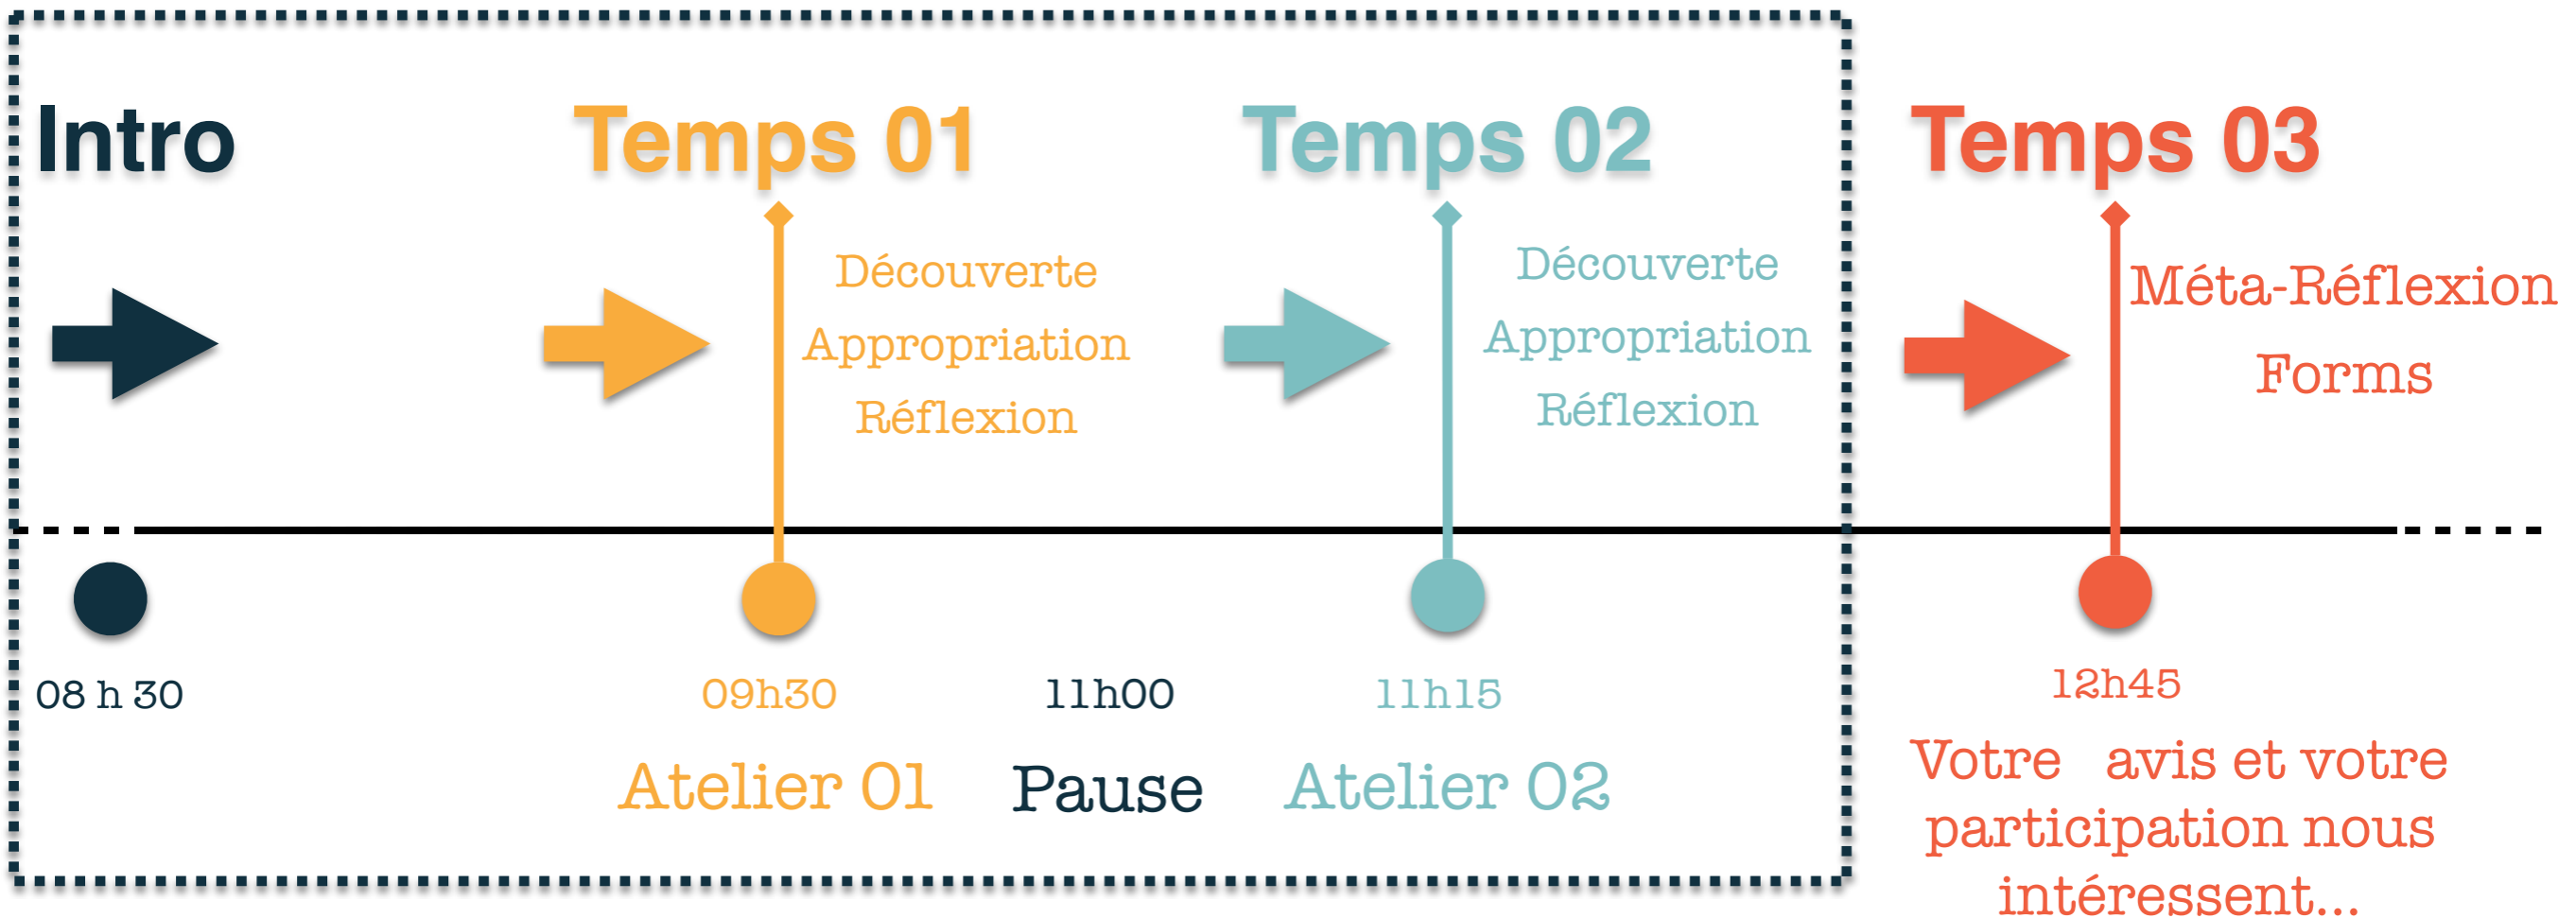 Intro
Temps 01
Temps 02
Temps 03
Découverte
Appropriation
Réflexion
Découverte
Appropriation
Réflexion
Méta-Réflexion
Forms
08 h 30
09h30
11h00
11h15
12h45
Atelier 01
Pause
Atelier 02
Votre avis et votre
participation nous
intéressent...